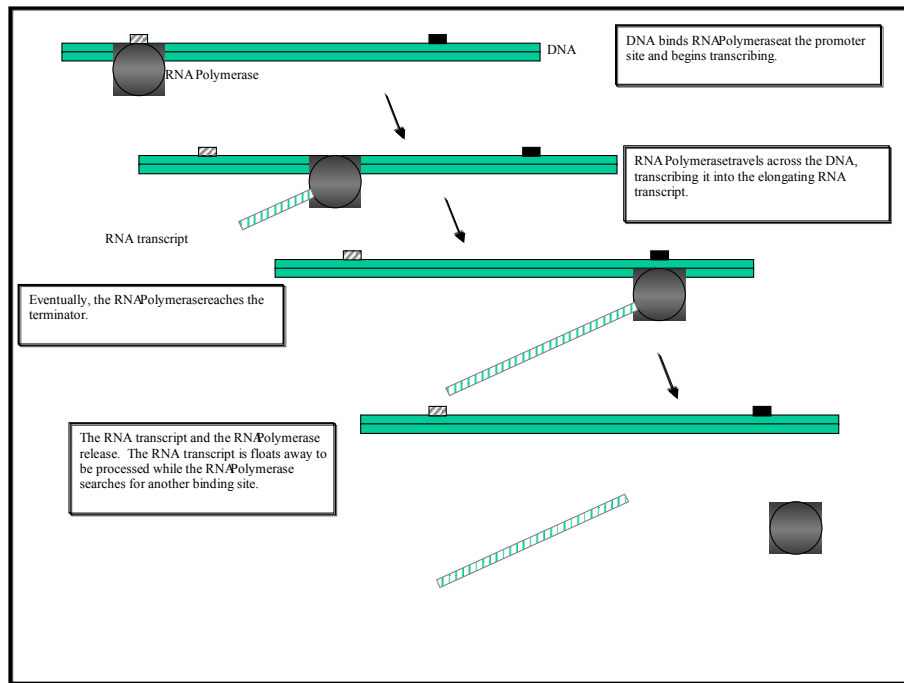 DNA
RNA Polymerase
DNA binds RNAPolymeraseat the promoter
site and begins transcribing.
RNA Polymerasetravels across the DNA,
transcribing it into the elongating RNA
transcript.
RNA transcript
Eventually, the RNAPolymerasereaches the
terminator.
The RNA transcript and the RNAPolymerase
release.  The RNA transcript is floats away to
be processed while the RNAPolymerase
searches for another binding site.